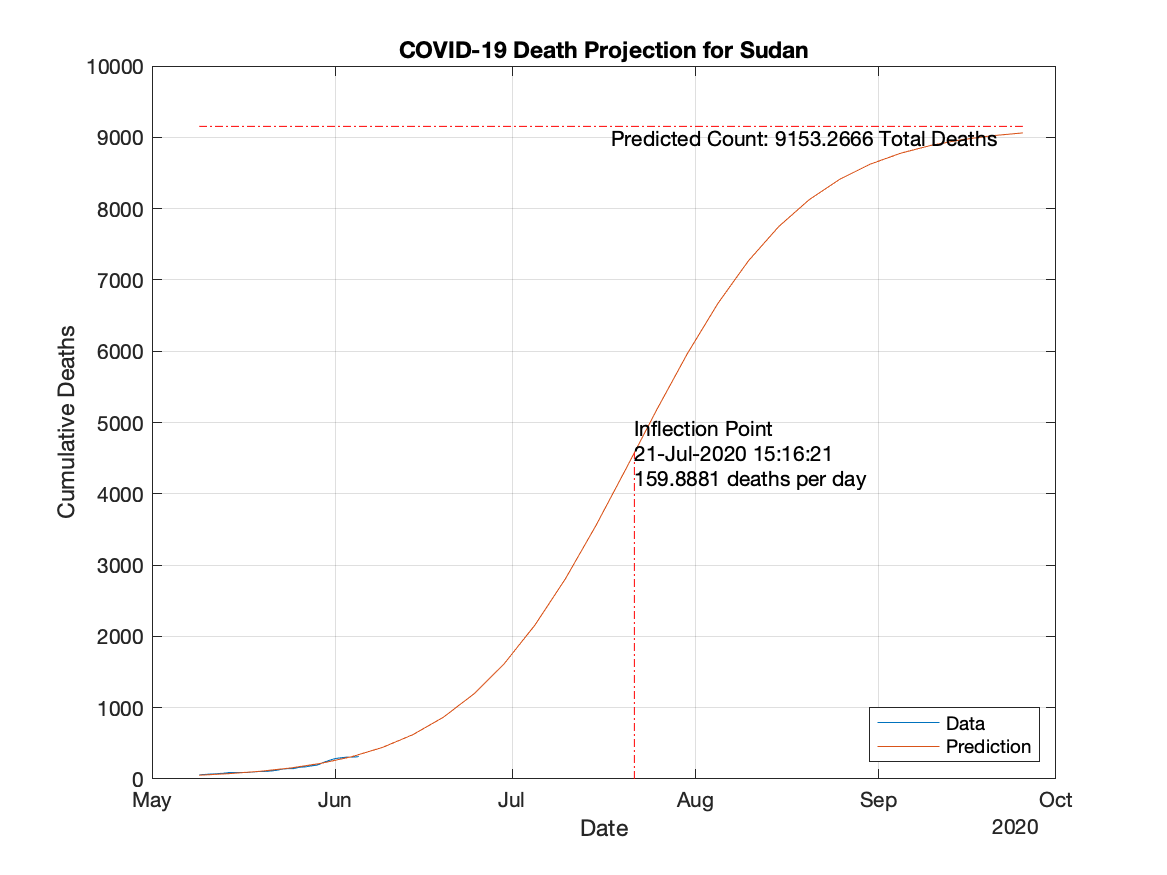 COVID-19 Death Projection for Sudan
10000
9000
8000
7000
6000
5000
4000
3000
2000
1000
0
Cumulative Deaths
Predicted Count: 9153.2666 Total Deaths
Inflection Point
21-Jul-2020 15:16:21
159.8881 deaths per day
Data
Prediction
May Jun Jul Aug Sep Oct
Date
2020